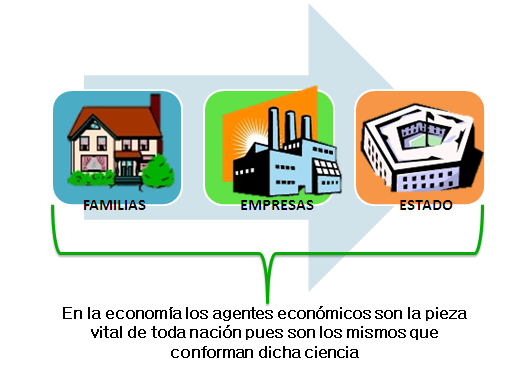 FAMILIAS
EMPRESAS
ESTADO
En la economía los agentes económicos son la pieza
vital de toda nación pues son los mismos que
conforman dicha ciencia